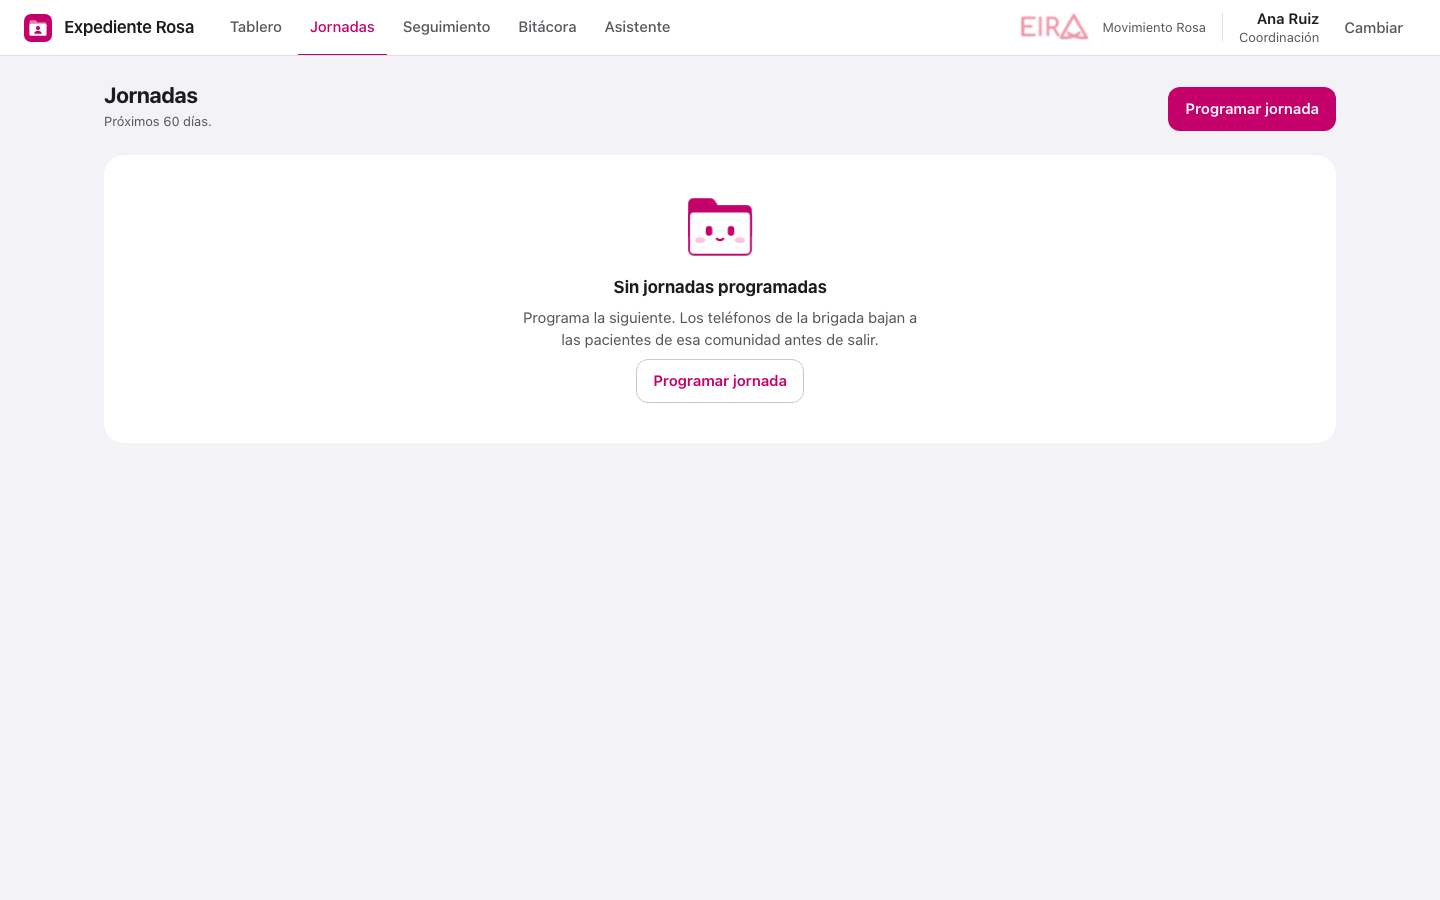 Expediente Rosa
Tablero
Jornadas
Seguimiento
Bitácora
Asistente
EIRA
Movimiento Rosa
Ana Ruiz
Coordinación
Cambiar
Jornadas
Próximos 60 días.
Programar jornada
Sin jornadas programadas
Programa la siguiente. Los teléfonos de la brigada bajan a
las pacientes de esa comunidad antes de salir.
Programar jornada